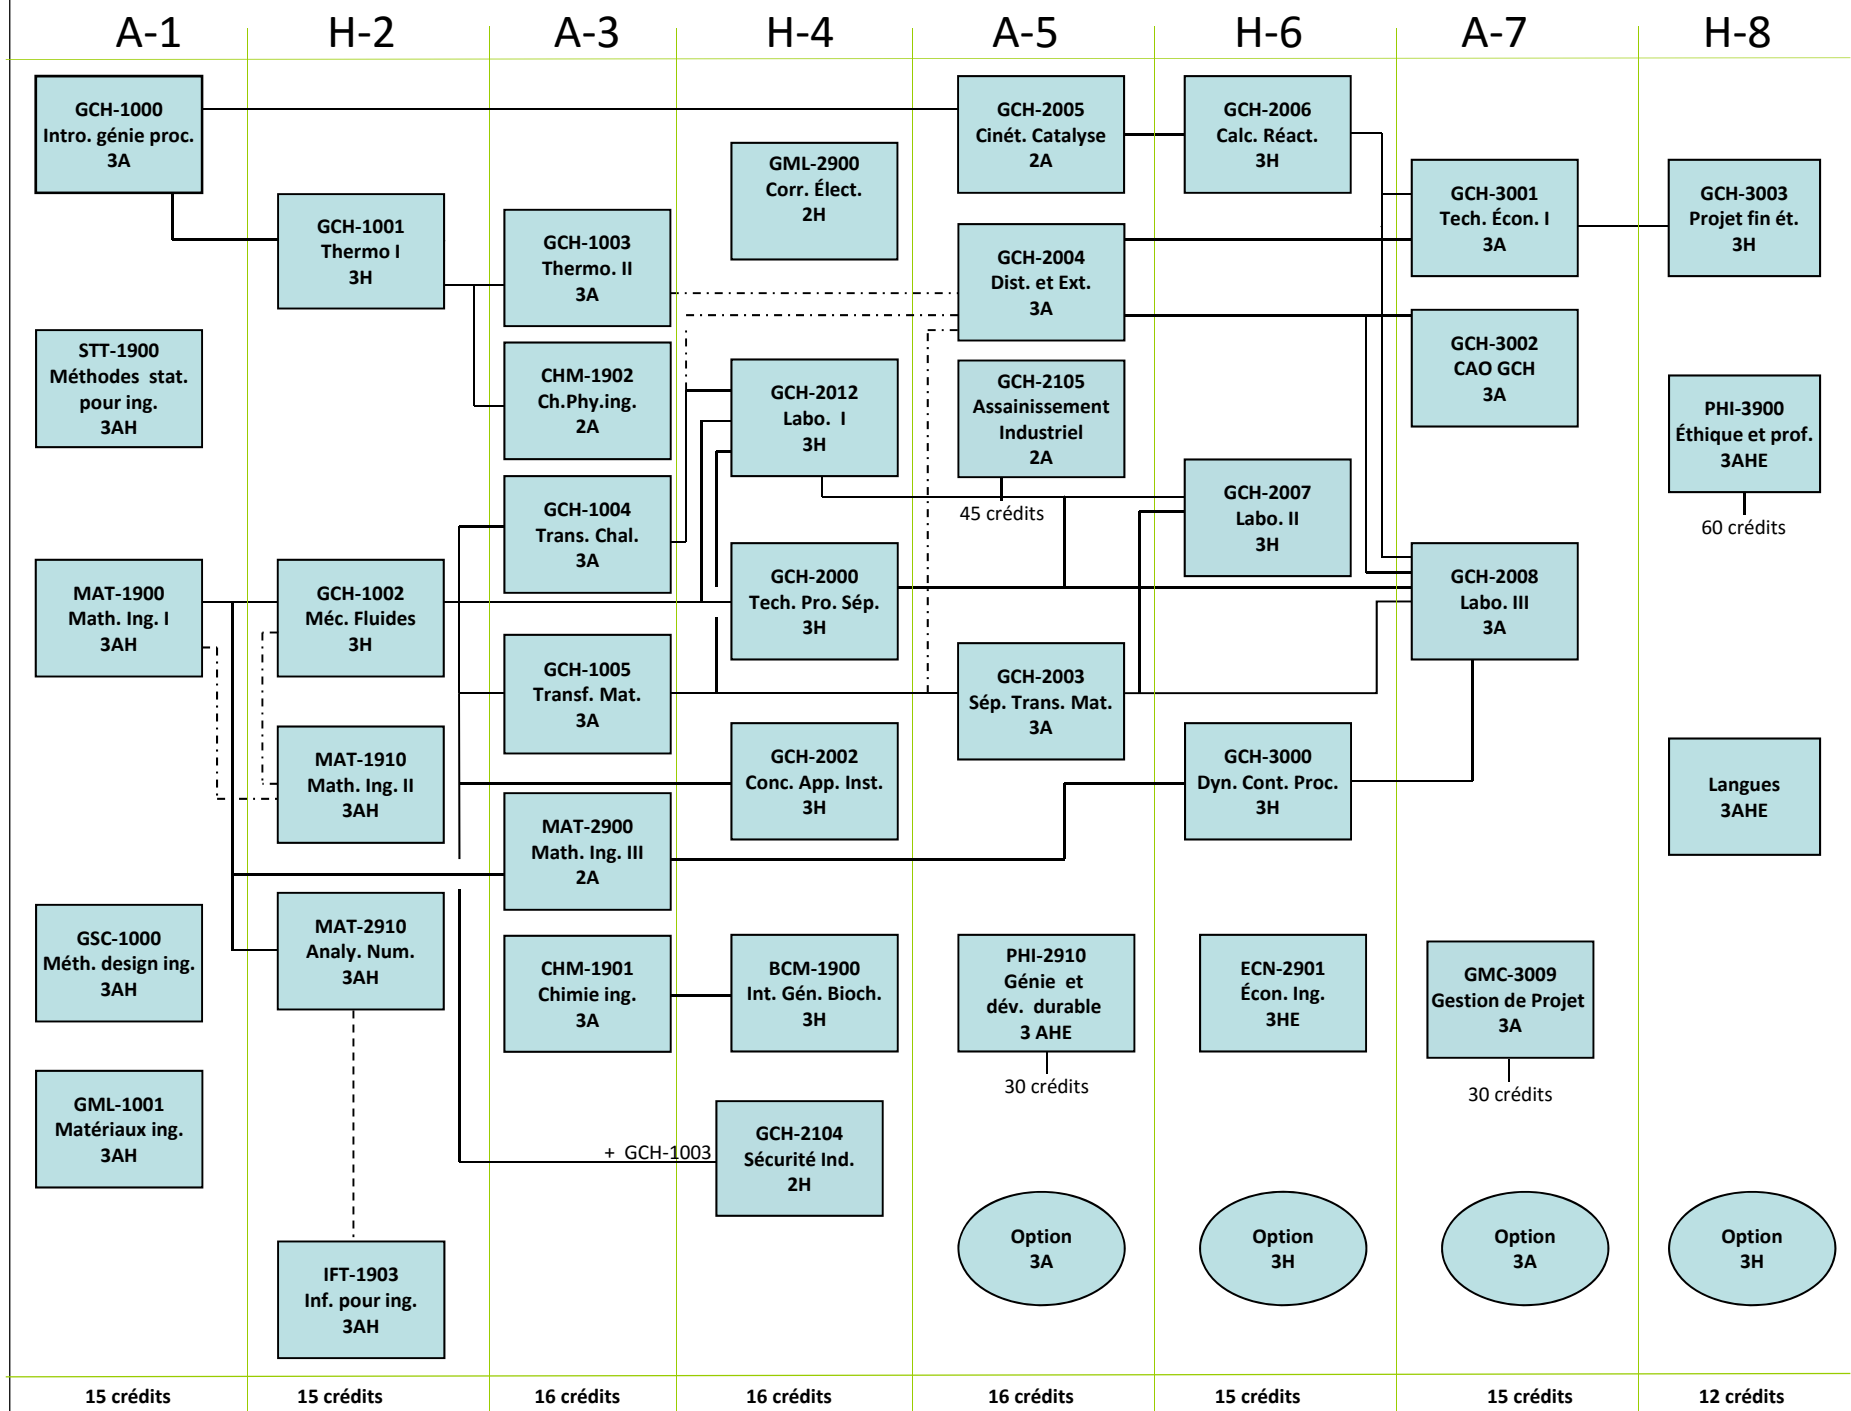 A-1
H-2
A-3
H-4
A-5
H-6
A-7
H-8
GCH-1000
Intro. génie proc.
3A
STT-1900
Méthodes stat.
pour ing.
3AH
MAT-1900
Math. Ing. I
3AH
GSC-1000
Méth. design ing.
3AH
GML-1001
Matériaux ing.
3AH
GCH-1001
Thermo I
3H
GCH-1002
Méc. Fluides
3H
MAT-1910
Math. Ing. II
3AH
MAT-2910
Analy. Num.
3AH
IFT-1903
Inf. pour ing.
3AH
GCH-1003
Thermo. II
3A
CHM-1902
Ch.Phy.ing.
2A
GCH-1004
Trans. Chal.
3A
GCH-1005
Transf. Mat.
3A
MAT-2900
Math. Ing. III
2A
CHM-1901
Chimie ing.
3A
GML-2900
Corr. Élect.
2H
GCH-2012
Labo. I
3H
GCH-2000
Tech. Pro. Sép.
3H
GCH-2002
Conc. App. Inst.
3H
BCM-1900
Int. Gén. Bioch.
3H
+ GCH-1003
GCH-2104
Sécurité Ind.
2H
GCH-2005
Cinét. Catalyse
2A
GCH-2004
Dist. et Ext.
3A
GCH-2105
Assainissement
Industriel
2A
45 crédits
GCH-2003
Sép. Trans. Mat.
3A
PHI-2910
Génie et
dév. durable
3 AHE
30 crédits
Option
3A
GCH-2006
Calc. Réact.
3H
GCH-2007
Labo. II
3H
GCH-3000
Dyn. Cont. Proc.
3H
ECN-2901
Écon. Ing.
3HE
Option
3H
GCH-3001
Tech. Écon. I
3A
GCH-3002
CAO GCH
3A
GCH-2008
Labo. III
3A
GMC-3009
Gestion de Projet
3A
30 crédits
Option
3A
GCH-3003
Projet fin ét.
3H
PHI-3900
Éthique et prof.
3AHE
60 crédits
Langues
3AHE
Option
3H
15 crédits
15 crédits
16 crédits
16 crédits
16 crédits
15 crédits
15 crédits
12 crédits